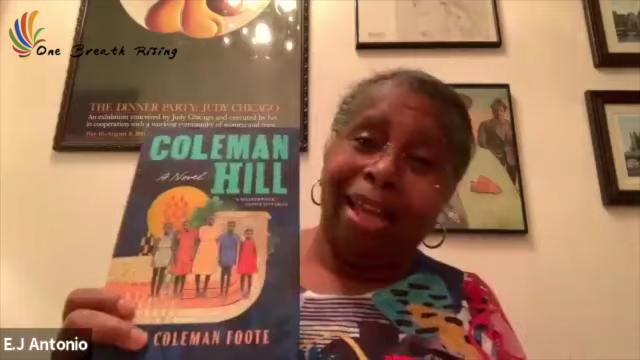 One Breath Rising
THE DINNER PARTY: JUDY CHICAGO
An exhibition conceived by Judy Chicago and executed by her
in cooperation with a working community of women and men
COLEMAN
A Novel
HILL
COLEMAN FOOTE
E.J Antonio